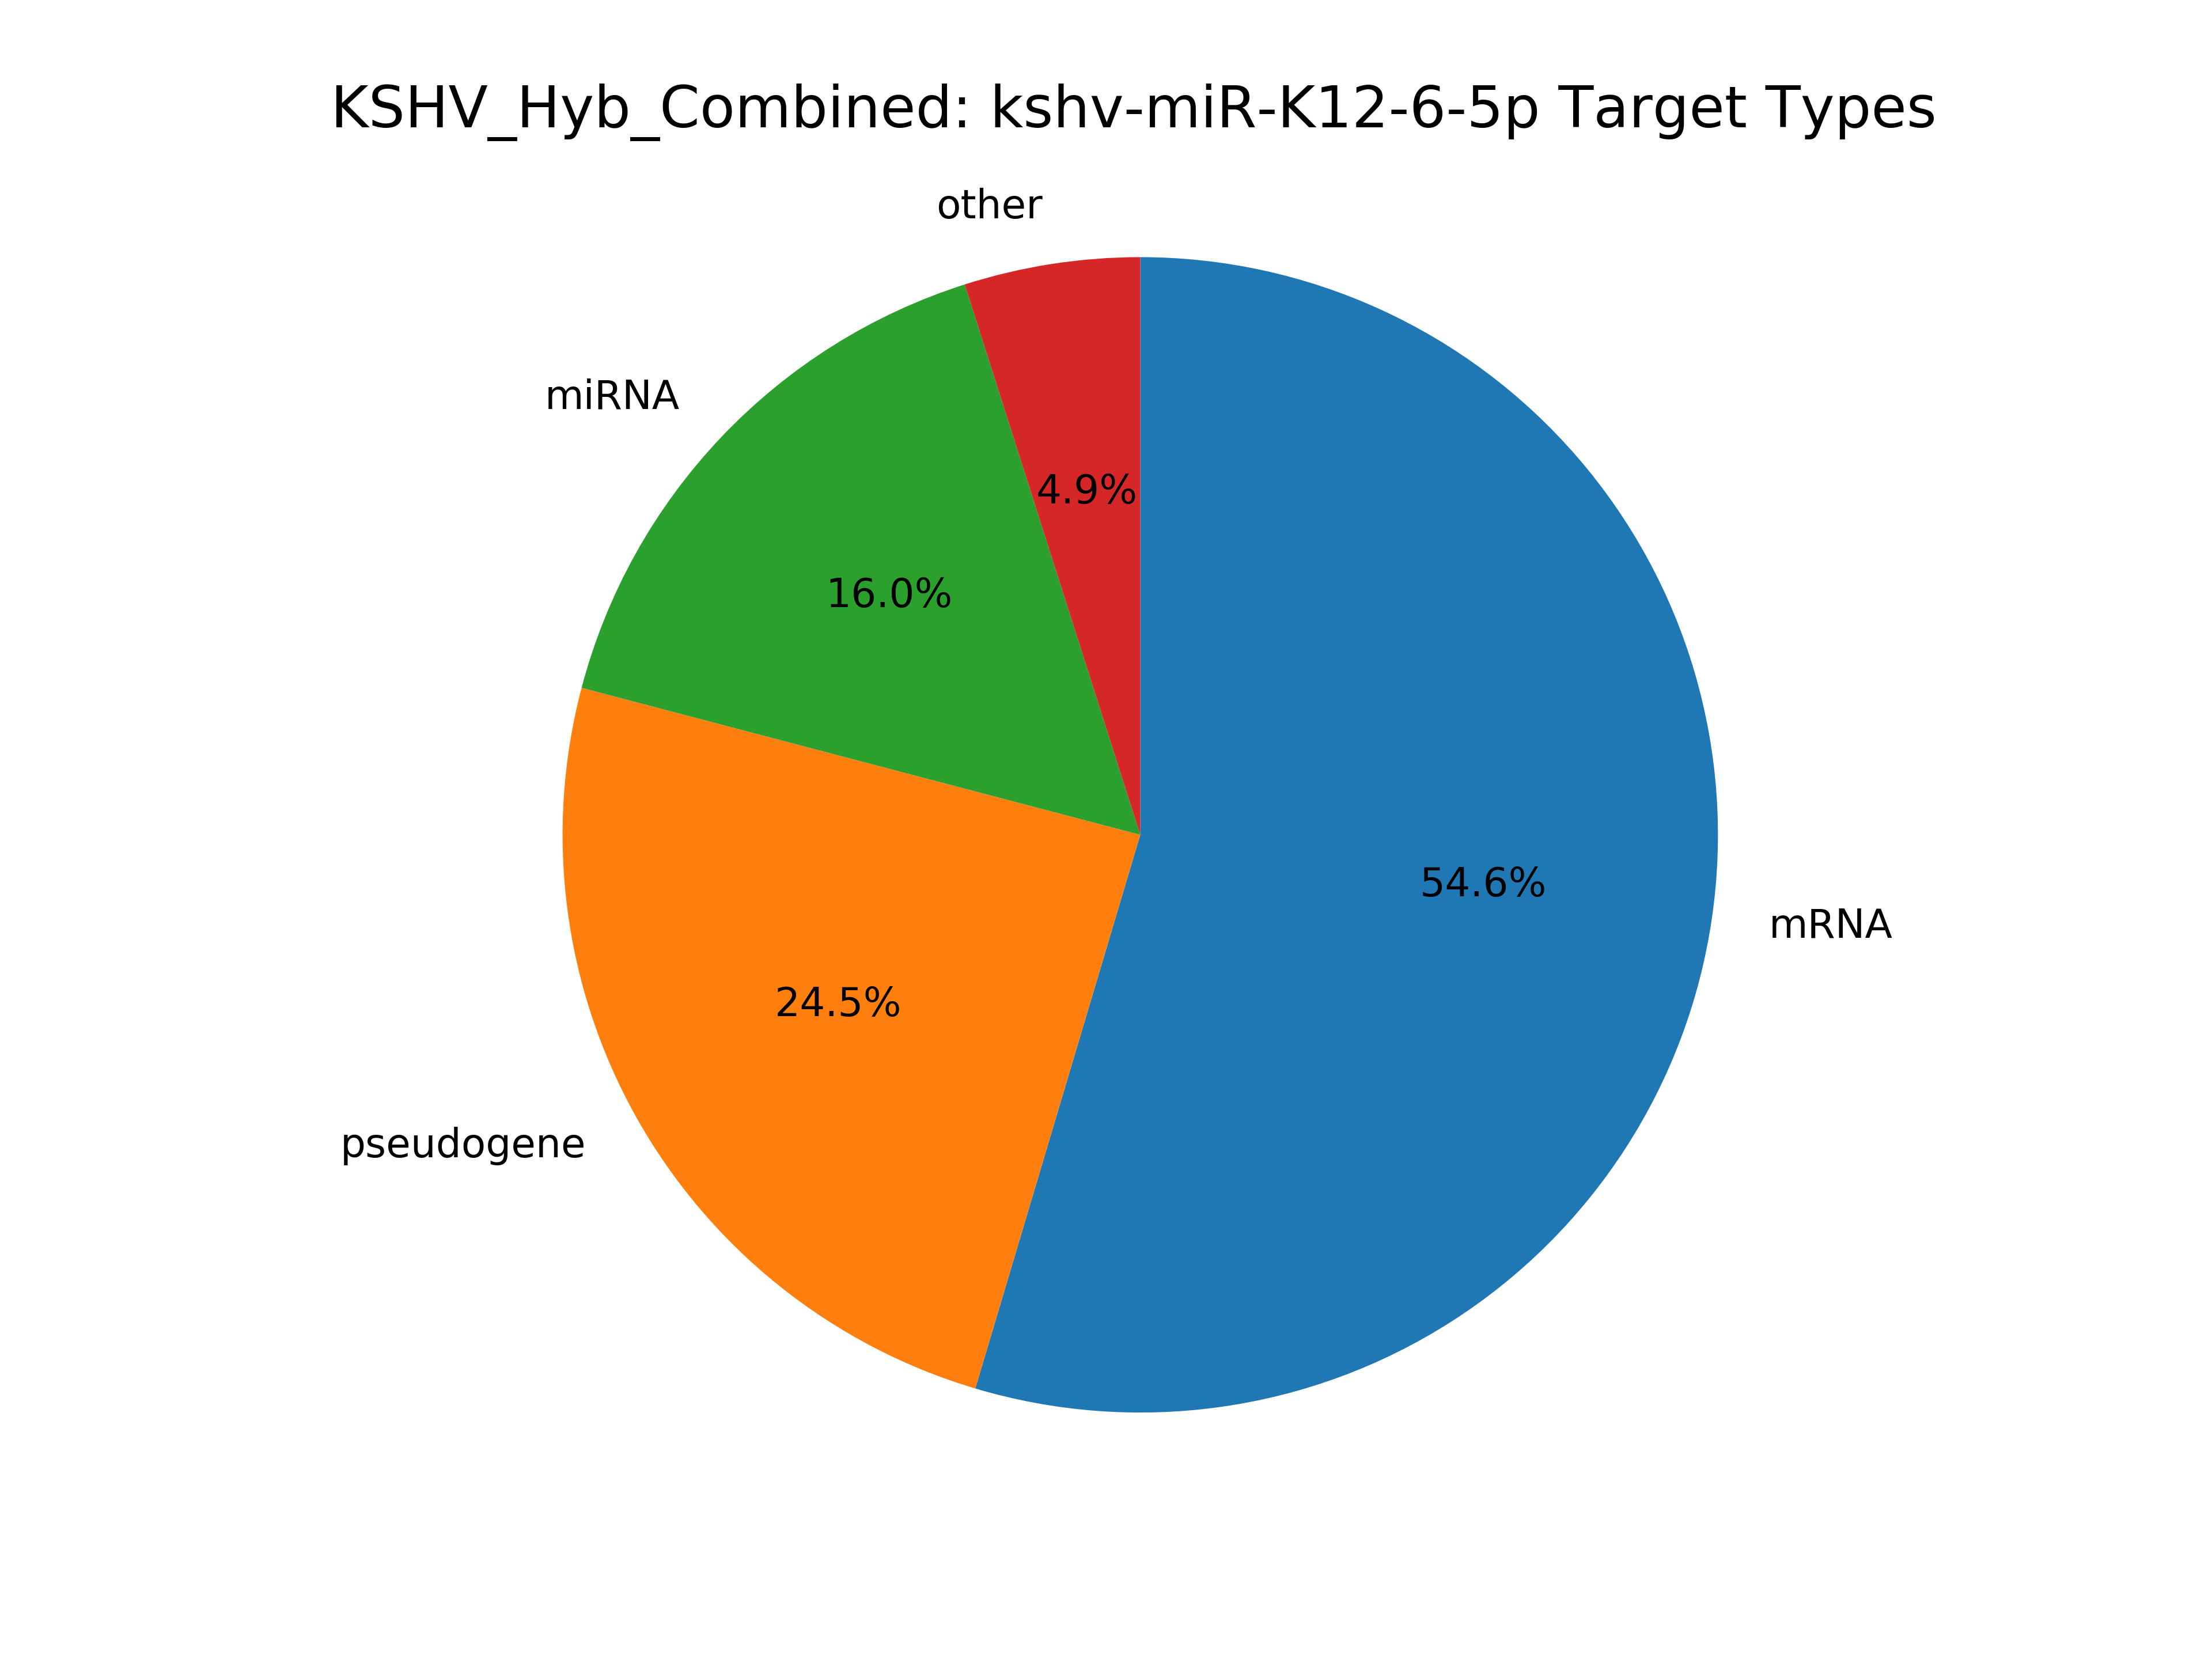 KSHV_Hyb_Combined: kshv-miR-K12-6-5p Target Types
other
miRNA
4.9%
16.0%
54.6%
mRNA
24.5%
pseudogene